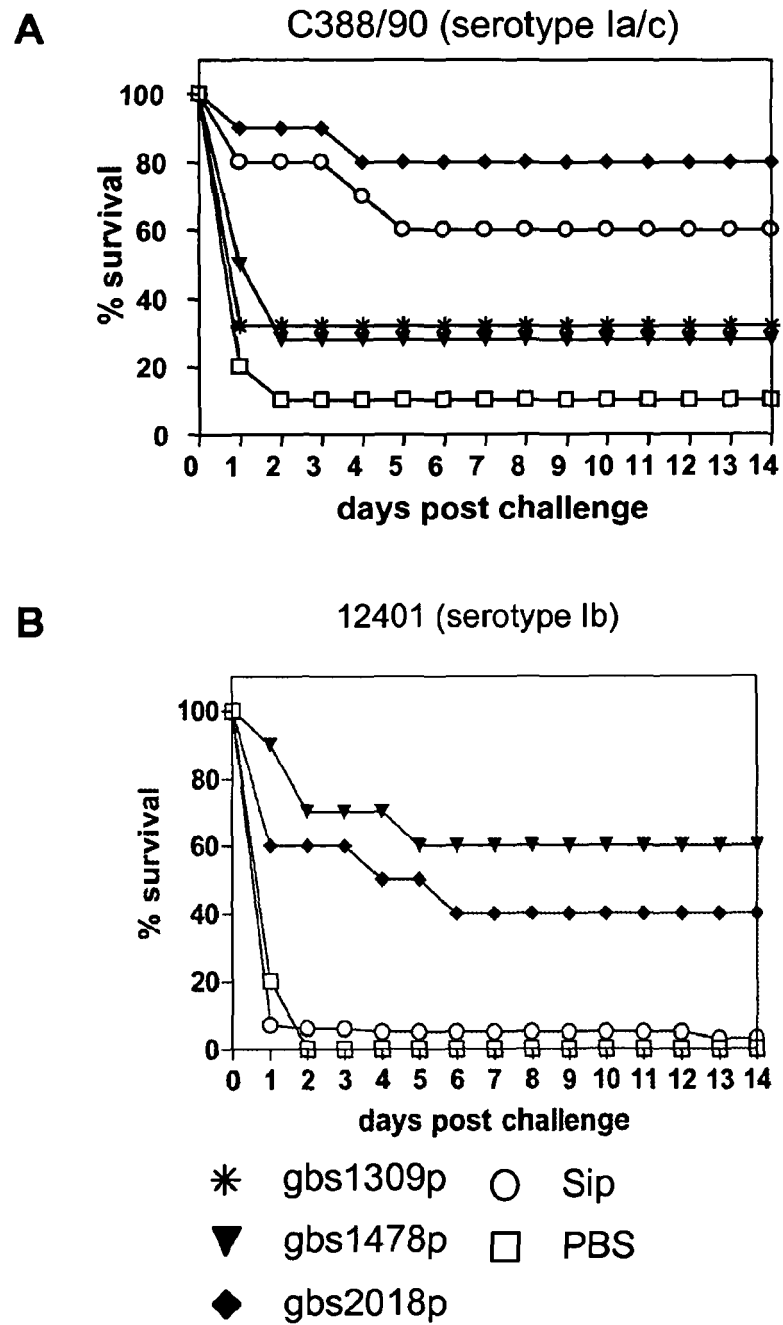 A
C388/90 (serotype Ia/c)
% survival
100
80
60
40
20
0
0 1 2 3 4 5 6 7 8 9 10 11 12 13 14
days post challenge
B
12401 (serotype Ib)
% survival
100
80
60
40
20
0
0 1 2 3 4 5 6 7 8 9 10 11 12 13 14
days post challenge
gbs1309p Sip
gbs1478p PBS
gbs2018p